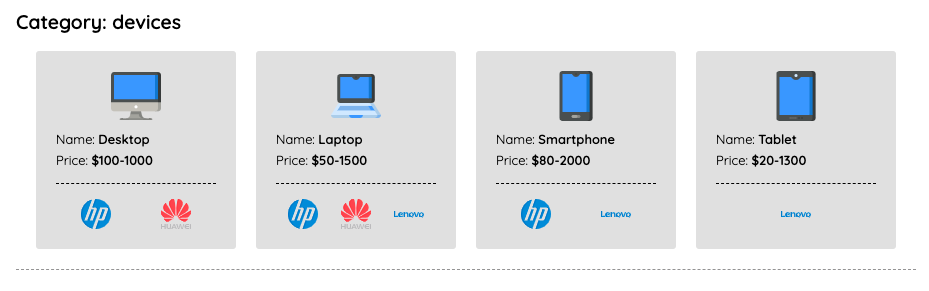 Category: devices
Name: Desktop
Price: $100-1000
hp
HUAWEI
Name: Laptop
Price: $50-1500
hp
HUAWEI
Lenovo
Name: Smartphone
Price: $80-2000
hp
Lenovo
Name: Tablet
Price: $20-1300
Lenovo